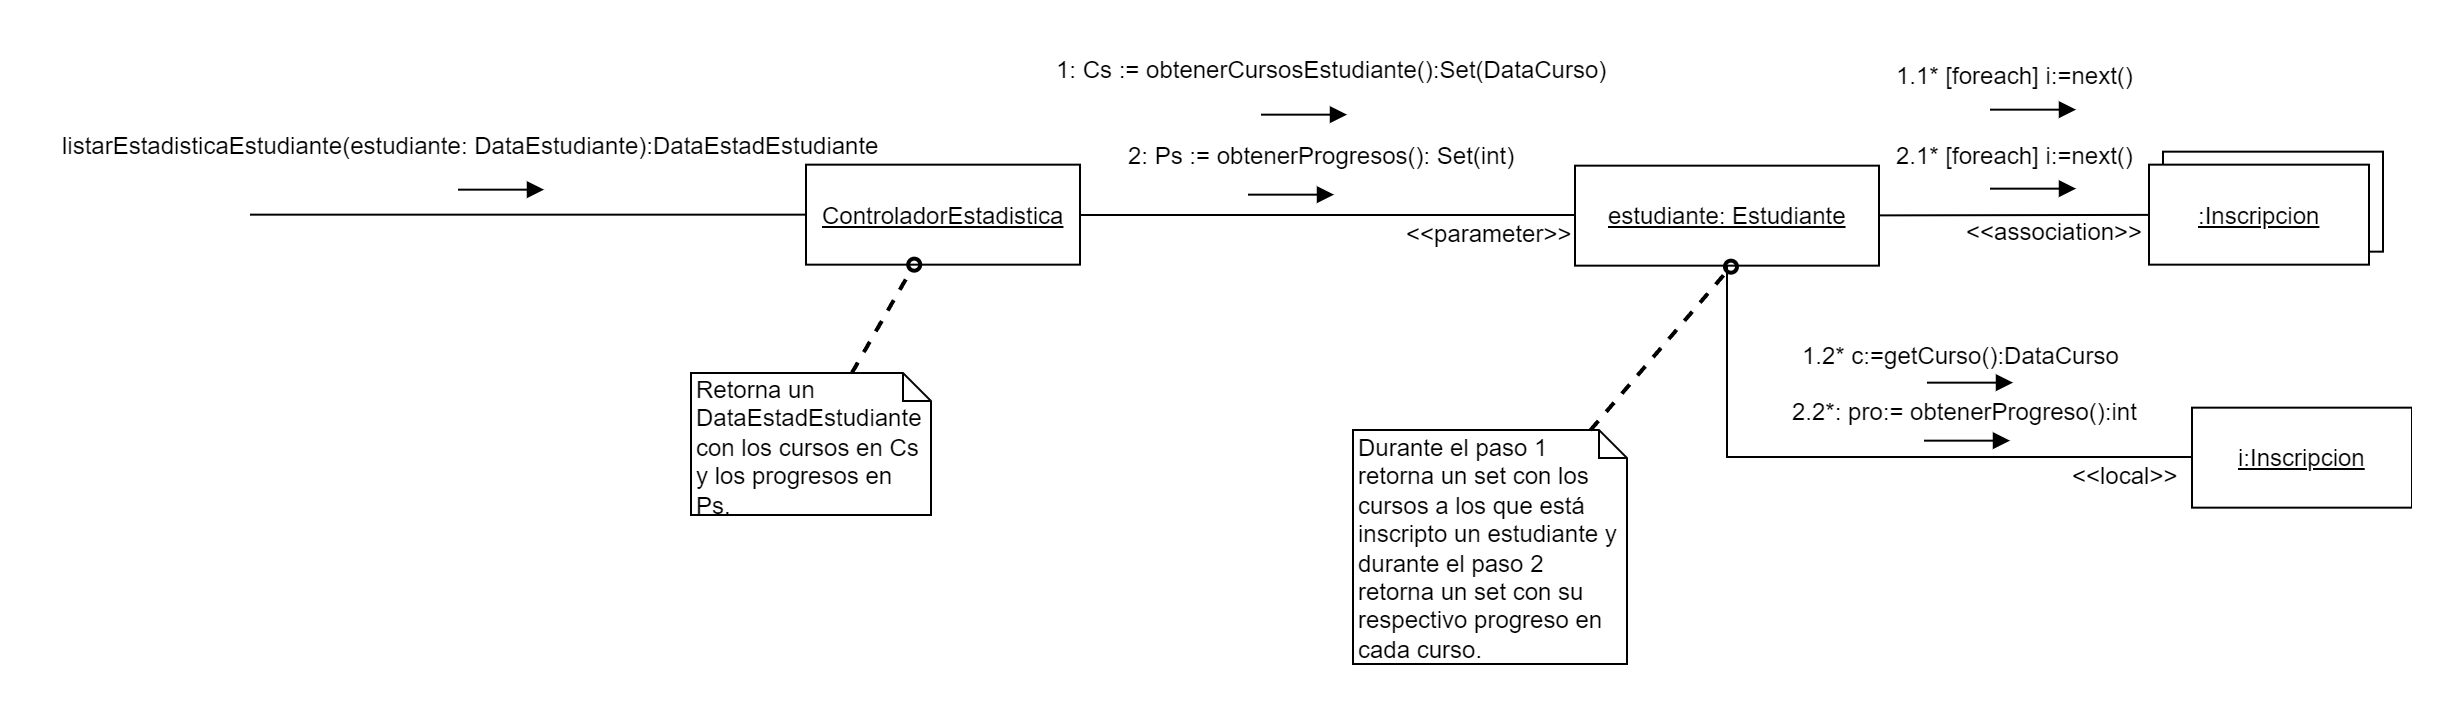 1: Cs := obtenerCursosEstudiante():Set(DataCurso)
1.1* [foreach] i:=next()
listarEstadisticaEstudiante(estudiante: DataEstudiante):DataEstadEstudiante
2: Ps := obtenerProgresos(): Set(int)
2.1* [foreach] i:=next()
ControladorEstadistica
estudiante: Estudiante
:Inscripcion
<<parameter>>
<<association>>
1.2* c:=getCurso():DataCurso
2.2*: pro:= obtenerProgreso():int
i:Inscripcion
<<local>>
Retorna un
DataEstadEstudiante
con los cursos en Cs
y los progresos en
Ps.
Durante el paso 1
retorna un set con los
cursos a los que está
inscripto un estudiante y
durante el paso 2
retorna un set con su
respectivo progreso en
cada curso.